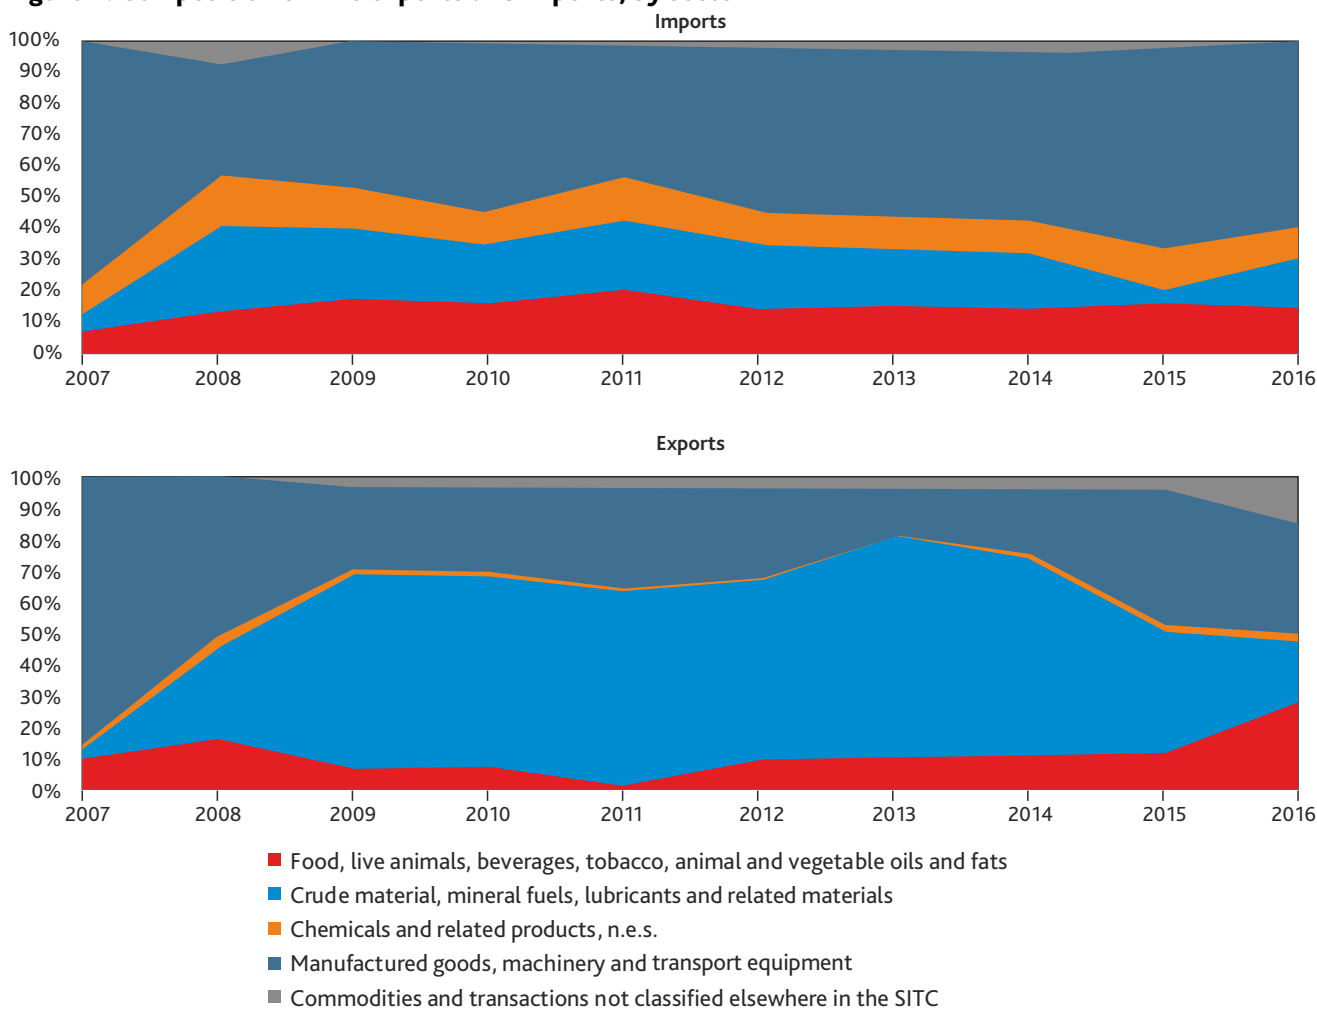 Imports
100%
90%
80%
70%
60%
50%
40%
30%
20%
10%
0%
2007 2008 2009 2010 2011 2012 2013 2014 2015 2016
Exports
100%
90%
80%
70%
60%
50%
40%
30%
20%
10%
0%
2007 2008 2009 2010 2011 2012 2013 2014 2015 2016
Food, live animals, beverages, tobacco, animal and vegetable oils and fats
Crude material, mineral fuels, lubricants and related materials
Chemicals and related products, n.e.s.
Manufactured goods, machinery and transport equipment
Commodities and transactions not classified elsewhere in the SITC